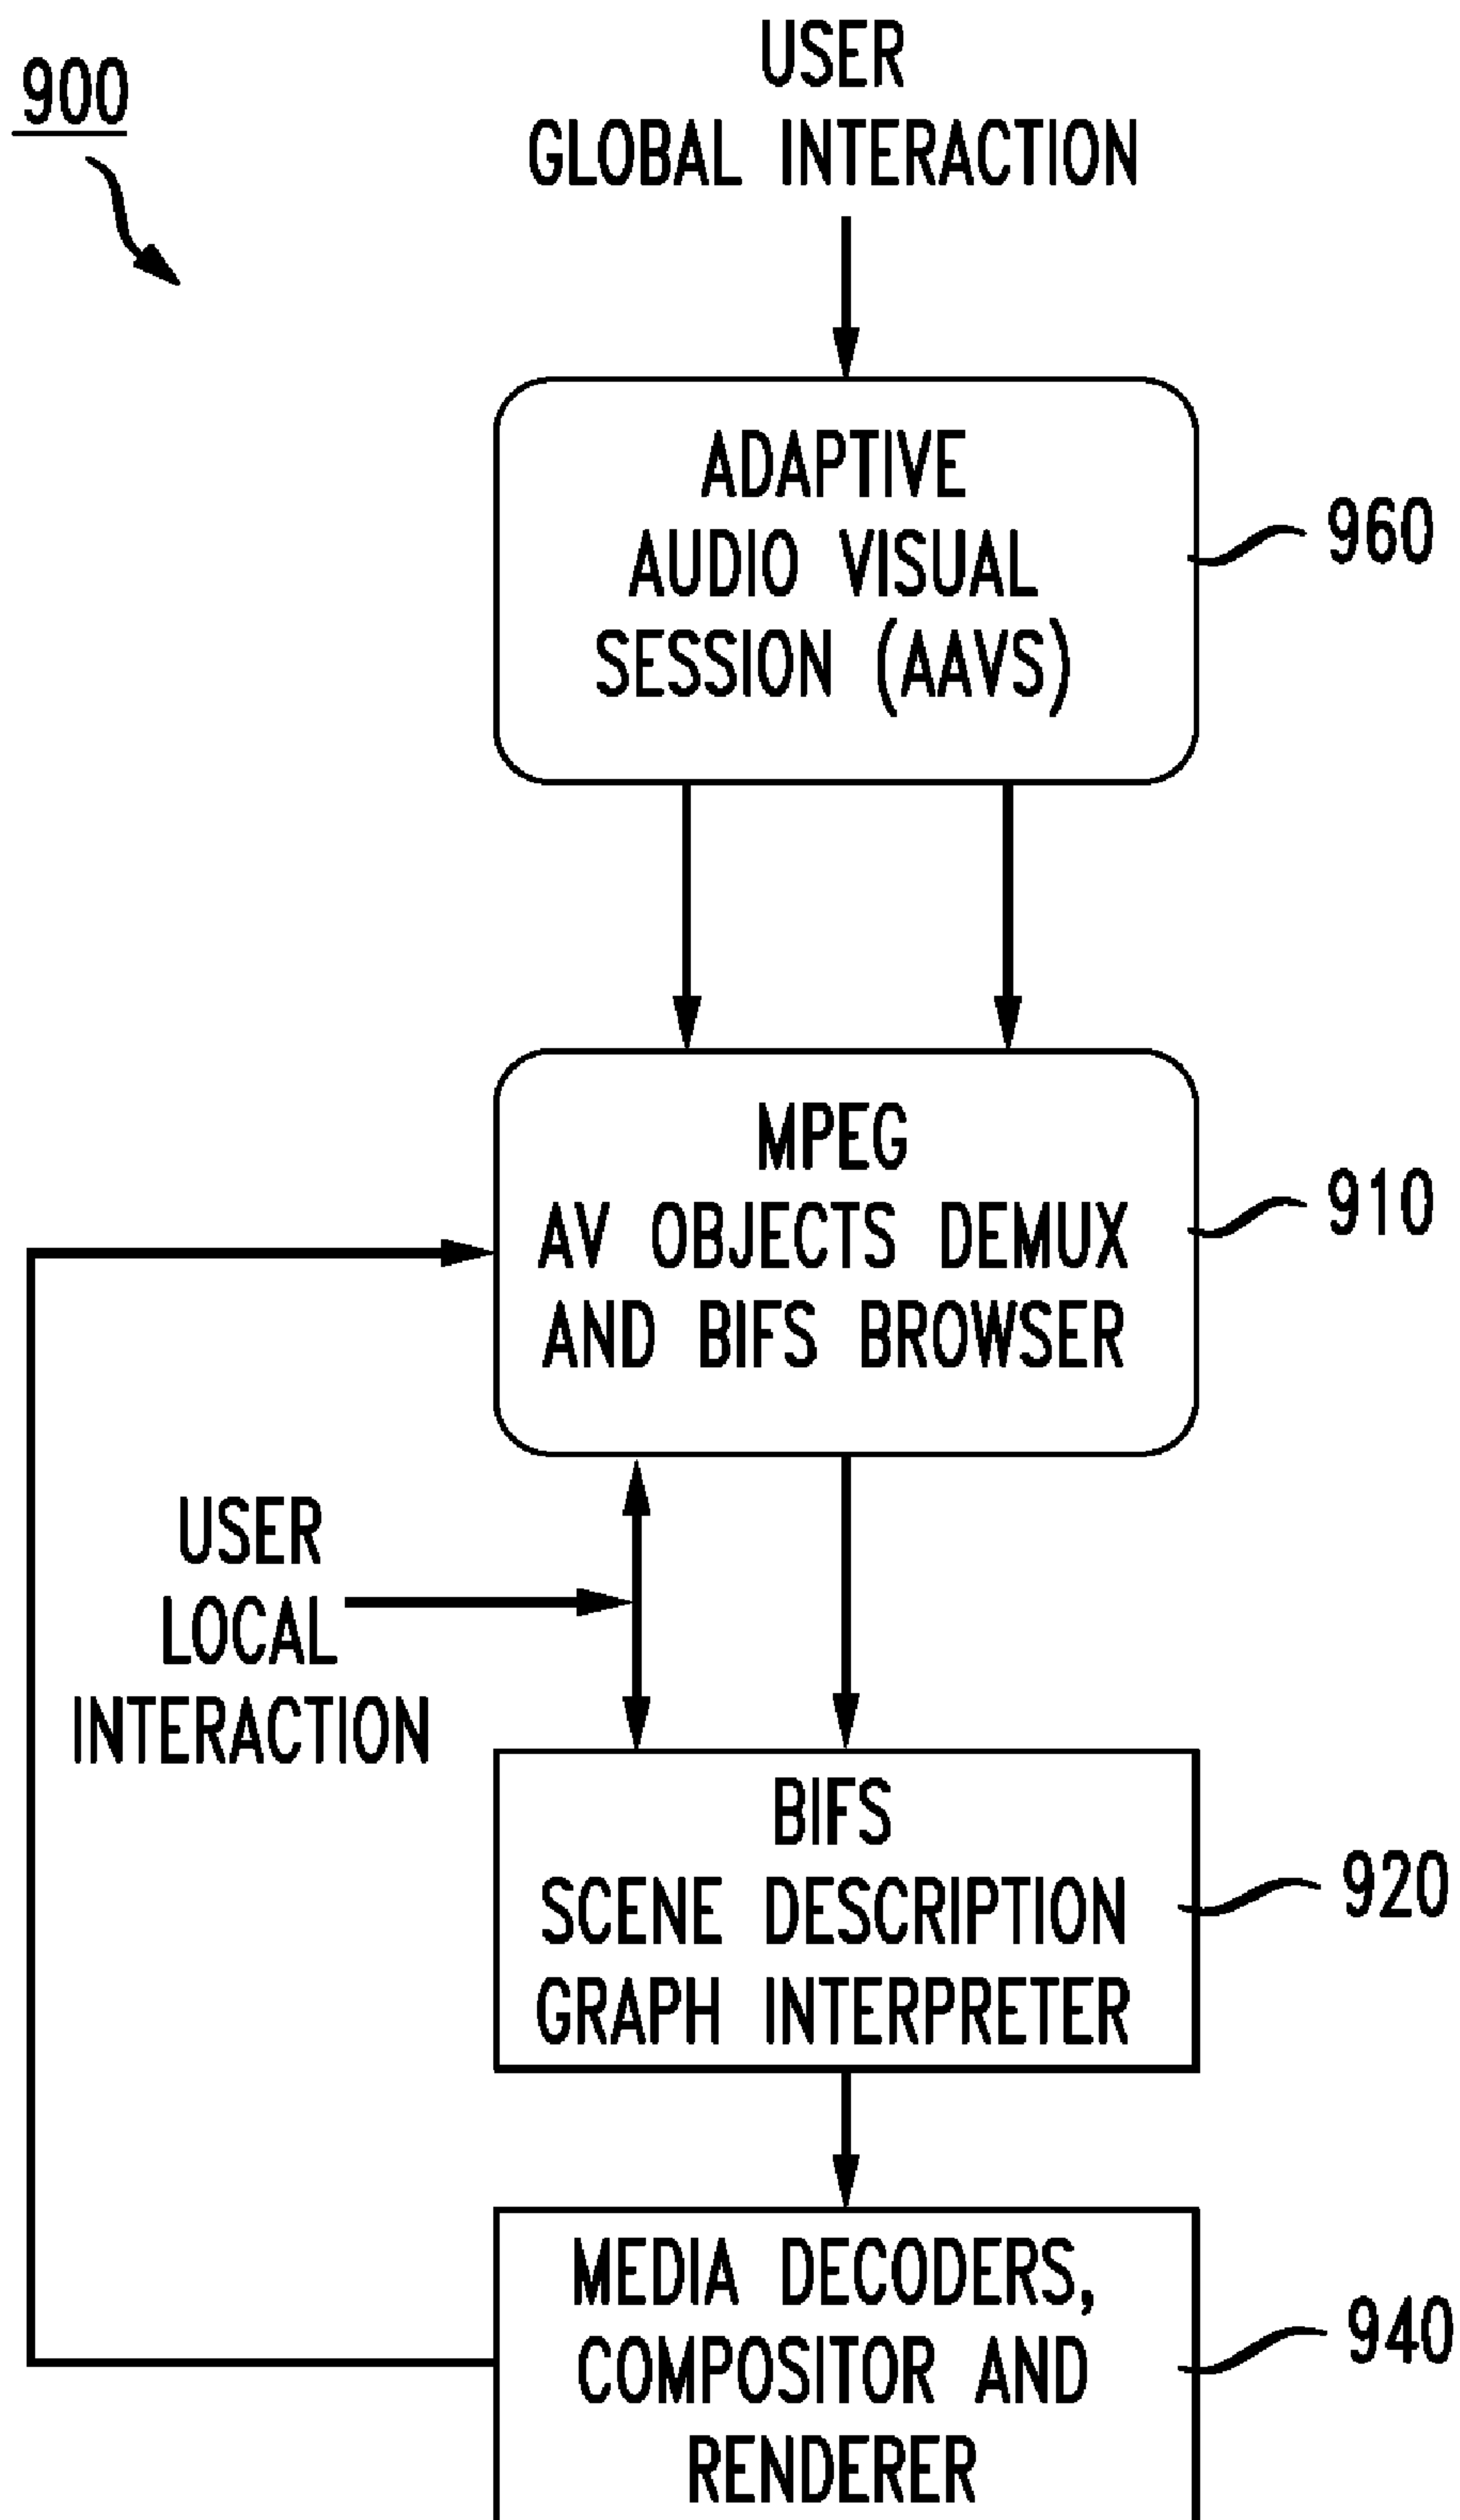 900
USER
GLOBAL INTERACTION
ADAPTIVE
AUDIO VISUAL
SESSION (AAVS)
960
MPEG
AV OBJECTS DEMUX
AND BIFS BROWSER
910
USER
LOCAL
INTERACTION
BIFS
SCENE DESCRIPTION
GRAPH INTERPRETER
920
MEDIA DECODERS,
COMPOSITOR AND
RENDERER
940